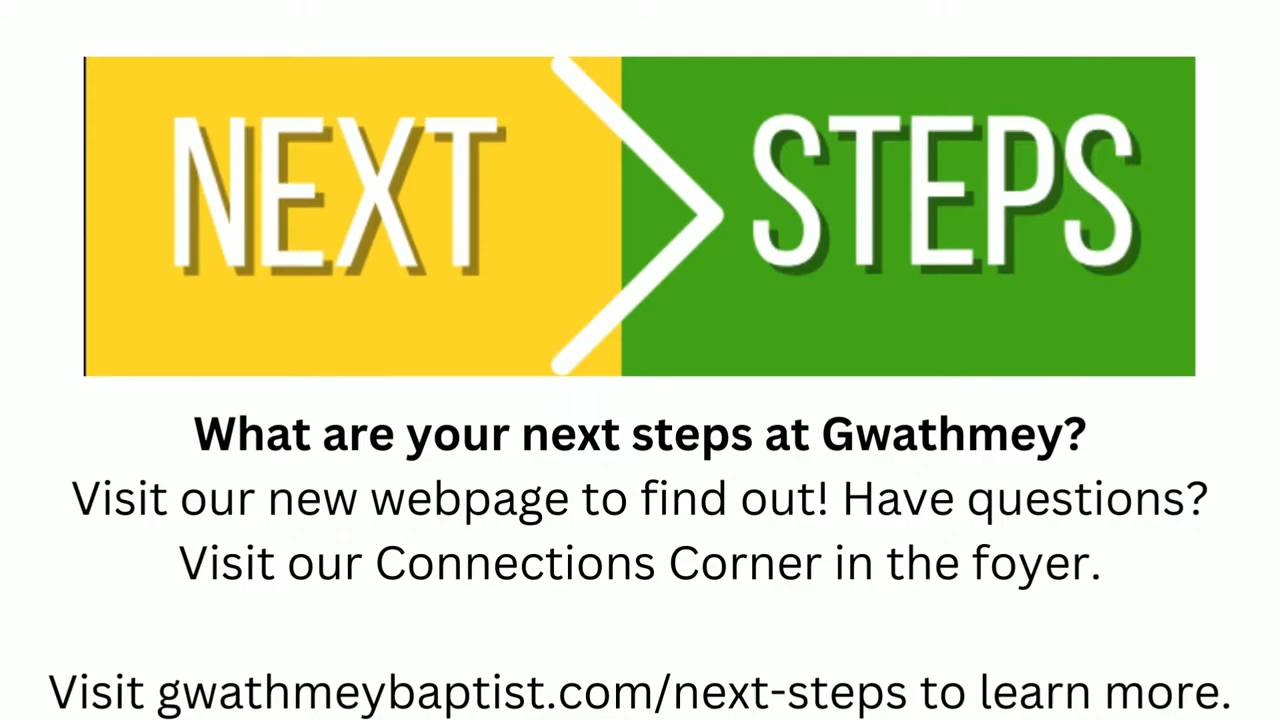 NEXT STEPS
What are your next steps at Gwathmey?
Visit our new webpage to find out! Have questions?
Visit our Connections Corner in the foyer.
Visit gwathmeybaptist.com/next-steps to learn more.